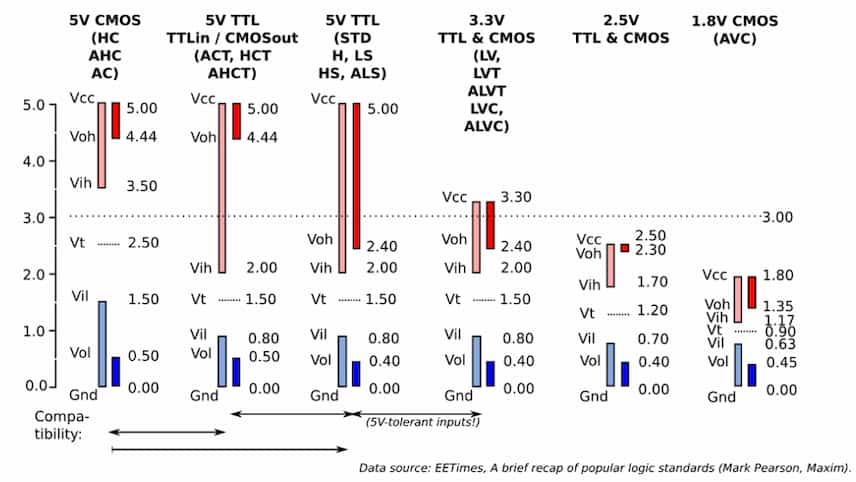 5V CMOS
(HC
AHC
AC)
5V TTL
TTLin / CMOSout
(ACT, HCT
AHCT)
5V TTL
(STD
H, LS
HS, ALS)
3.3V
TTL & CMOS
(LV,
LVT
ALVT
LVC,
ALVC)
2.5V
TTL & CMOS
1.8V CMOS
(AVC)
5.0
4.0
3.0
2.0
1.0
0.0
Vcc 5.00
Voh 4.44
Vih 3.50
Vt 2.50
Vil 1.50
Vol 0.50
Gnd 0.00
Vcc 5.00
Voh 4.44
Vih 2.00
Vt 1.50
Vil 0.80
Vol 0.50
Gnd 0.00
Vcc 5.00
Voh 2.40
Vih 2.00
Vt 1.50
Vil 0.80
Vol 0.40
Gnd 0.00
Vcc 3.30
Voh 2.40
Vih 2.00
Vt 1.50
Vil 0.80
Vol 0.40
Gnd 0.00
3.00
Vcc 2.50
Voh 2.30
Vih 1.70
Vt 1.20
Vil 0.70
Vol 0.40
Gnd 0.00
Vcc 1.80
Voh 1.35
Vih 1.17
Vt 0.90
Vil 0.63
Vol 0.45
Gnd 0.00
Compa-
tibility:
(5V-tolerant inputs!)
Data source: EETimes, A brief recap of popular logic standards (Mark Pearson, Maxim).